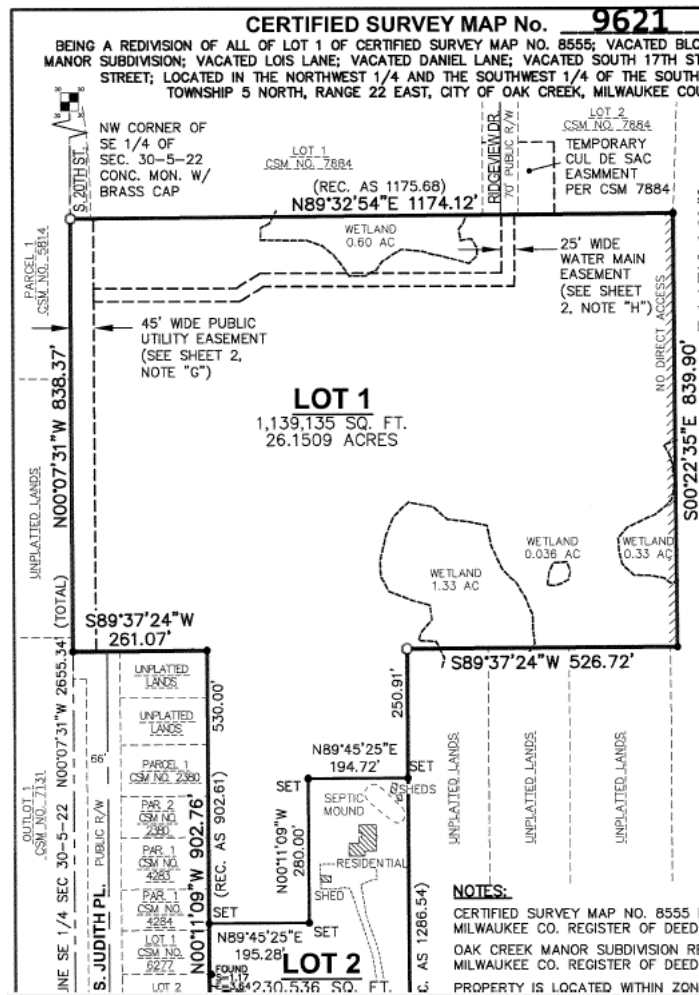 CERTIFIED SURVEY MAP No. 9621
BEING A REDIVISION OF ALL OF LOT 1 OF CERTIFIED SURVEY MAP NO. 8555; VACATED
MANOR SUBDIVISION; VACATED LOIS LANE; VACATED DANIEL LANE; VACATED SOUTH 17TH
STREET; LOCATED IN THE NORTHWEST 1/4 AND THE SOUTHWEST 1/4 OF THE
TOWNSHIP 5 NORTH, RANGE 22 EAST, CITY OF OAK CREEK, MILWAUKEE
30 30
S. 20TH ST.
NW CORNER OF
SE 1/4 OF
SEC. 30-5-22
CONC. MON. W/
BRASS CAP
LOT 1
CSM NO. 7884
RIDGEVIEW DR.
70' PUBLIC R/W
LOT 2
CSM NO. 7884
TEMPORARY
CUL DE SAC
EASMMENT
PER CSM 7884
(REC. AS 1175.68)
N89°32'54"E 1174.12'
WETLAND
0.60 AC
25' WIDE
WATER MAIN
EASEMENT
(SEE SHEET
2, NOTE "H")
PARCEL 1
CSM NO. 5814
45' WIDE PUBLIC
UTILITY EASEMENT
(SEE SHEET 2,
NOTE "G")
NO DIRECT ACCESS
S00°22'35"E 839.90'
N00°07'31"W 838.37'
LOT 1
1,139,135 SQ. FT.
26.1509 ACRES
UNPLATTED LANDS
WETLAND
1.33 AC
WETLAND
0.036 AC
WETLAND
0.33 AC
S89°37'24"W
261.07'
S89°37'24"W 526.72'
N00°07'31"W 2655.34' (TOTAL)
SE 1/4 SEC 30-5-22
OUTLOT 1
CSM NO. 7131
66'
PUBLIC R/W
S. JUDITH PL.
UNPLATTED
LANDS
UNPLATTED
LANDS
PARCEL 1
CSM NO. 2380
PAR. 2
CSM NO.
2380
PAR. 1
CSM NO.
4283
PAR. 1
CSM NO.
4284
LOT 1
CSM NO.
6277
LOT 2
530.00'
N00°11'09"W 902.76'
(REC. AS 902.61)
250.91'
N89°45'25"E
194.72'
SET
SET
SHEDS
SEPTIC
MOUND
N00°11'09"W
280.00'
RESIDENTIAL
SHED
SET
SET
N89°45'25"E
195.28'
FOUND
LOT 2
230,536 SQ. FT.
AS 1286.54)
UNPLATTED LANDS
UNPLATTED LANDS
UNPLATTED LANDS
NOTES:
CERTIFIED SURVEY MAP NO. 8555
MILWAUKEE CO. REGISTER OF DEED
OAK CREEK MANOR SUBDIVISION
MILWAUKEE CO. REGISTER OF DEED
PROPERTY IS LOCATED WITHIN